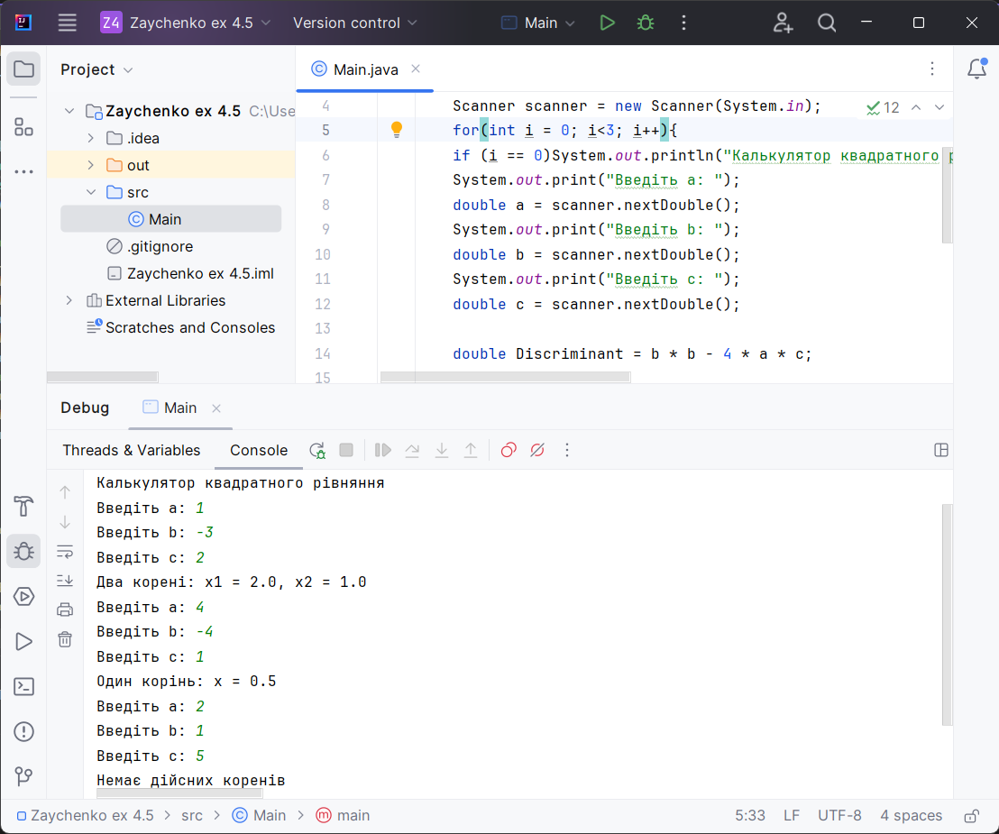 Z4 Zaychenko ex 4.5 Version control Main
Project
Main.java
Zaychenko ex 4.5 C:\Use
.idea
out
src
Main
.gitignore
Zaychenko ex 4.5.iml
External Libraries
Scratches and Consoles
12
4 Scanner scanner = new Scanner(System.in);
5 for(int i = 0; i<3; i++){
6 if (i == 0)System.out.println("Калькулятор квадратного р
7 System.out.print("Введіть a: ");
8 double a = scanner.nextDouble();
9 System.out.print("Введіть b: ");
10 double b = scanner.nextDouble();
11 System.out.print("Введіть c: ");
12 double c = scanner.nextDouble();
13
14 double Discriminant = b * b - 4 * a * c;
15
Debug Main
Threads & Variables Console
Калькулятор квадратного рівняння
Введіть a: 1
Введіть b: -3
Введіть c: 2
Два корені: x1 = 2.0, x2 = 1.0
Введіть a: 4
Введіть b: -4
Введіть c: 1
Один корінь: x = 0.5
Введіть a: 2
Введіть b: 1
Введіть c: 5
Немає дійсних коренів
Zaychenko ex 4.5 > src > Main > main 5:33 LF UTF-8 4 spaces